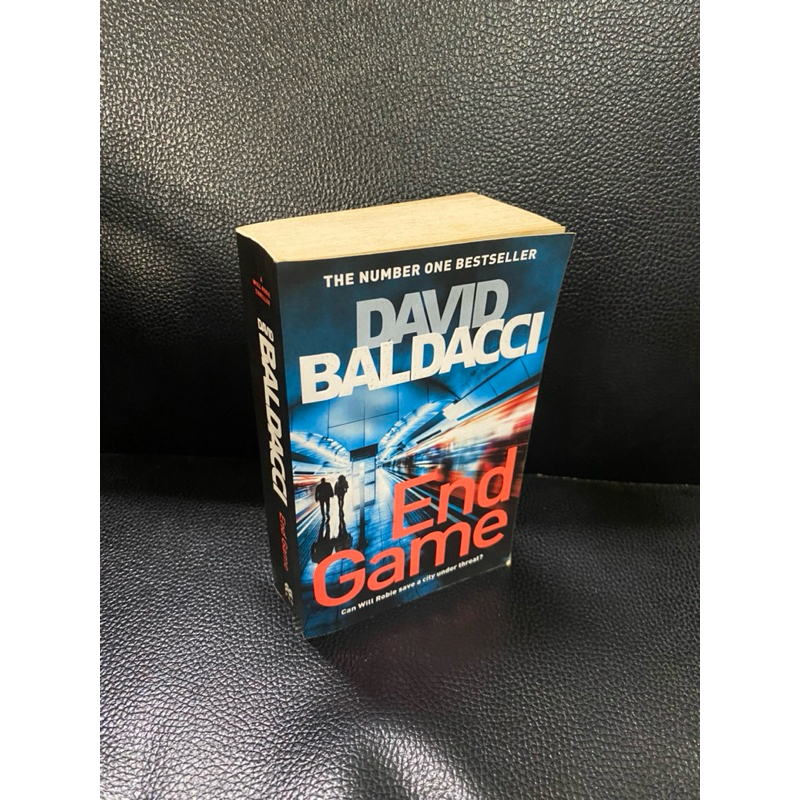 THE NUMBER ONE BESTSELLER
DAVID
BALDACCI
End
Game
Can Will Robie save a city under threat?
DAVID
BALDACCI
End Game